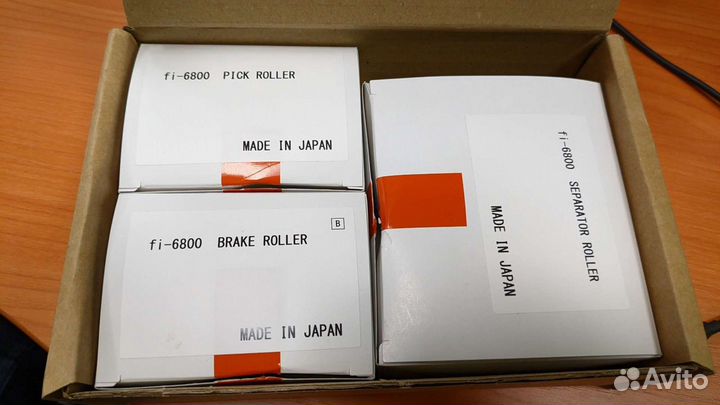 fi-6800 PICK ROLLER
MADE IN JAPAN
B
fi-6800 BRAKE ROLLER
MADE IN JAPAN
fi-6800 SEPARATOR ROLLER
MADE IN JAPAN
Avito